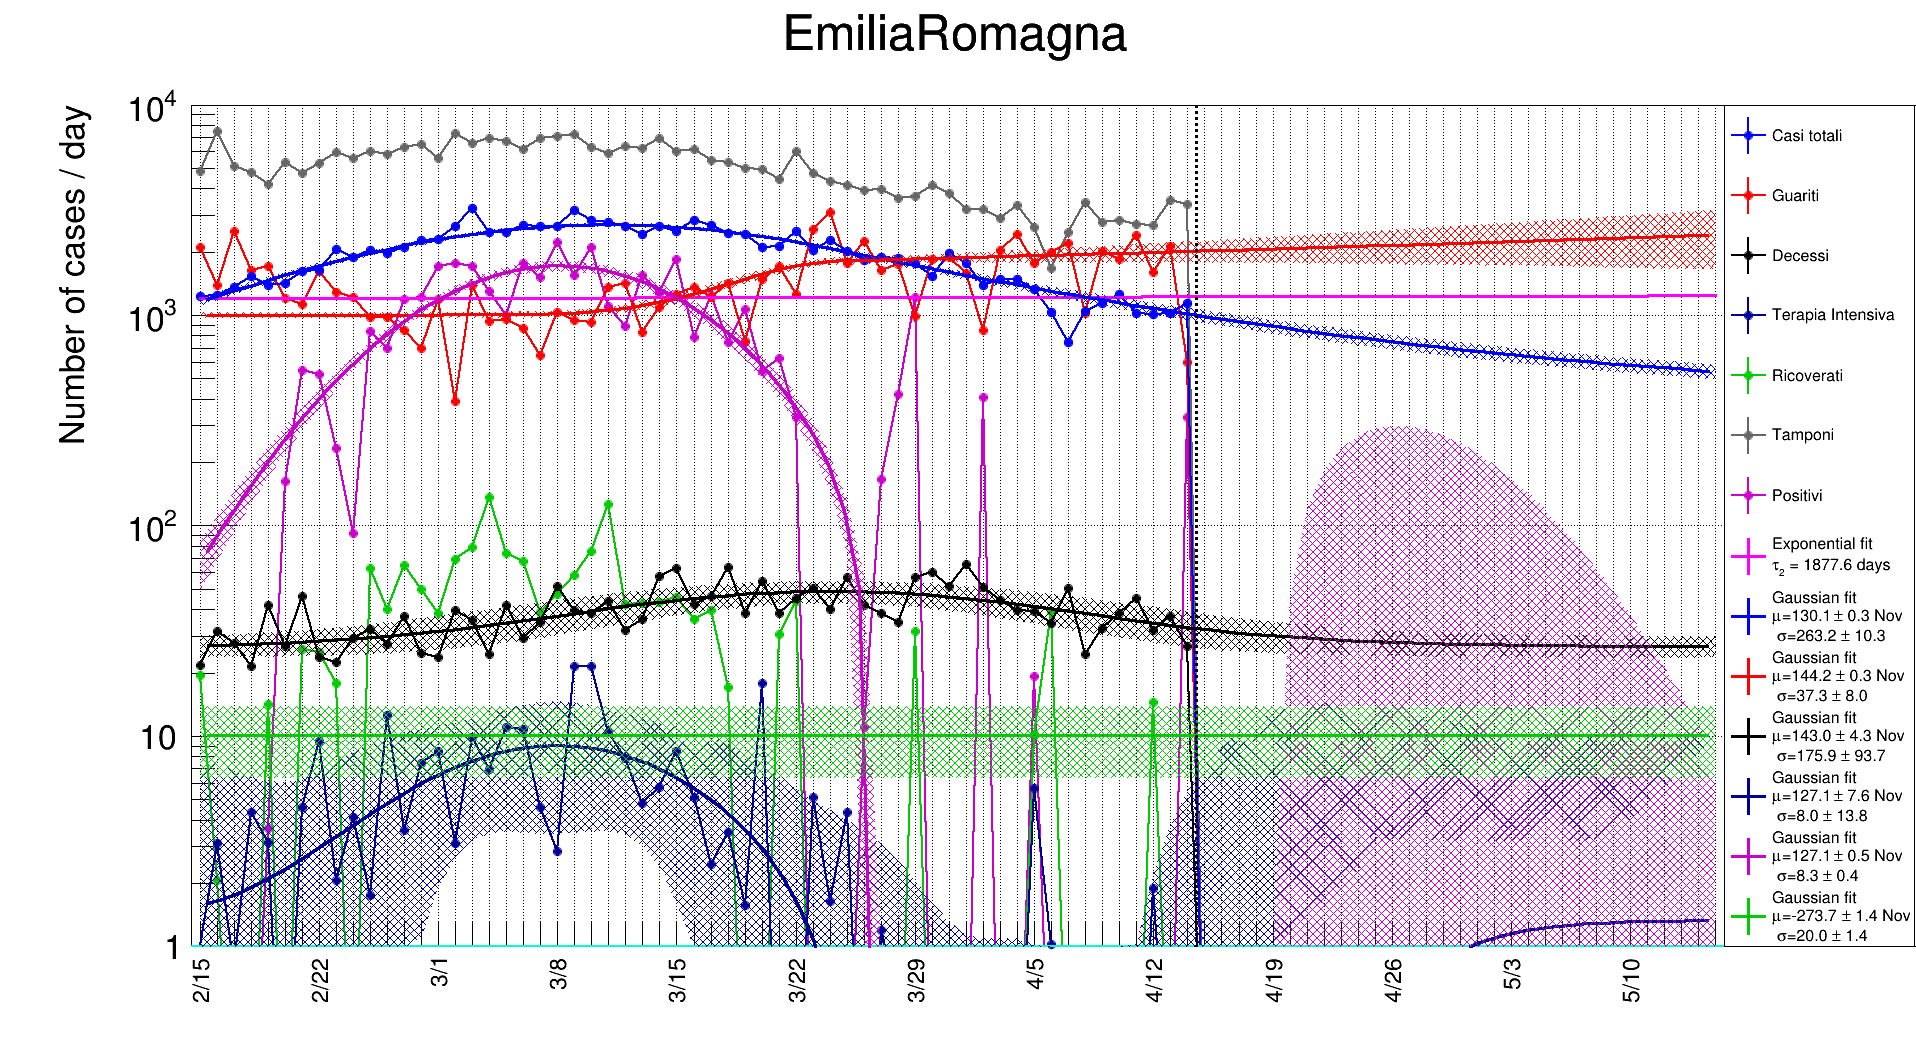 EmiliaRomagna
Number of cases / day
10⁴
10³
10²
10
1
2/15
2/22
3/1
3/8
3/15
3/22
3/29
4/5
4/12
4/19
4/26
5/3
5/10
Casi totali
Guariti
Decessi
Terapia Intensiva
Ricoverati
Tamponi
Positivi
Exponential fit
τ₂ = 1877.6 days
Gaussian fit
μ=130.1 ± 0.3 Nov
σ=263.2 ± 10.3
Gaussian fit
μ=144.2 ± 0.3 Nov
σ=37.3 ± 8.0
Gaussian fit
μ=143.0 ± 4.3 Nov
σ=175.9 ± 93.7
Gaussian fit
μ=127.1 ± 7.6 Nov
σ=8.0 ± 13.8
Gaussian fit
μ=127.1 ± 0.5 Nov
σ=8.3 ± 0.4
Gaussian fit
μ=-273.7 ± 1.4 Nov
σ=20.0 ± 1.4